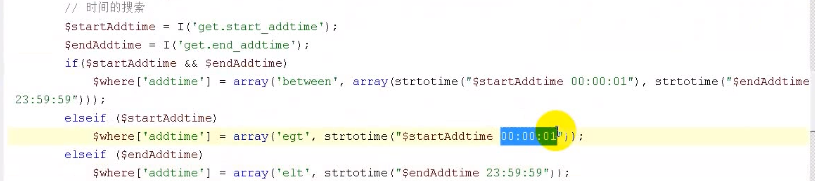 // 时间的搜索
$startAddtime = I('get.start_addtime');
$endAddtime = I('get.end_addtime');
if($startAddtime && $endAddtime)
$where['addtime'] = array('between', array(strtotime("$startAddtime 00:00:01"), strtotime("$endAddtime
23:59:59")));
elseif ($startAddtime)
$where['addtime'] = array('egt', strtotime("$startAddtime 00:00:01"));
elseif ($endAddtime)
$where['addtime'] = array('elt', strtotime("$endAddtime 23:59:59"));